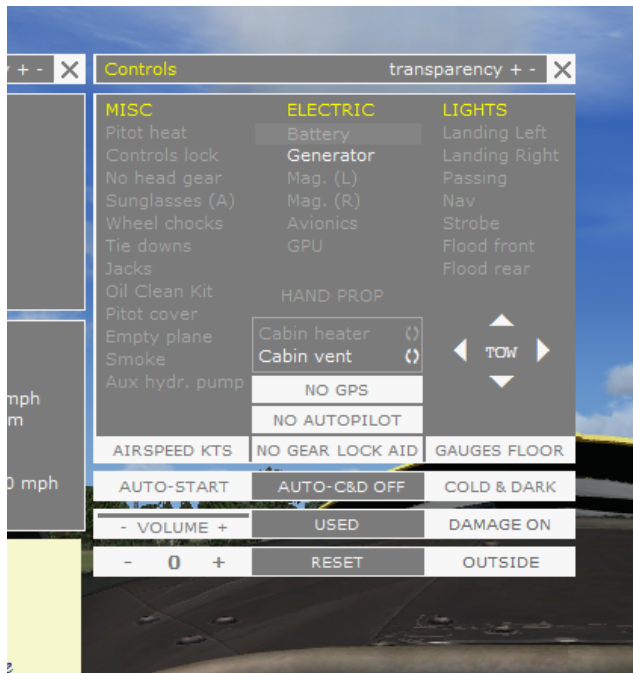 y + -
Controls transparency + -
MISC ELECTRIC LIGHTS
Pitot heat Battery Landing Left
Controls lock Generator Landing Right
No head gear Mag. (L) Passing
Sunglasses (A) Mag. (R) Nav
Wheel chocks Avionics Strobe
Tie downs GPU Flood front
Jacks Flood rear
Oil Clean Kit HAND PROP
Pitot cover
Empty plane Cabin heater
Smoke Cabin vent TOW
Aux hydr. pump NO GPS
mph
m
NO AUTOPILOT
AIRSPEED KTS NO GEAR LOCK AID GAUGES FLOOR
0 mph
AUTO-START AUTO-C&D OFF COLD & DARK
- VOLUME + USED DAMAGE ON
- 0 + RESET OUTSIDE